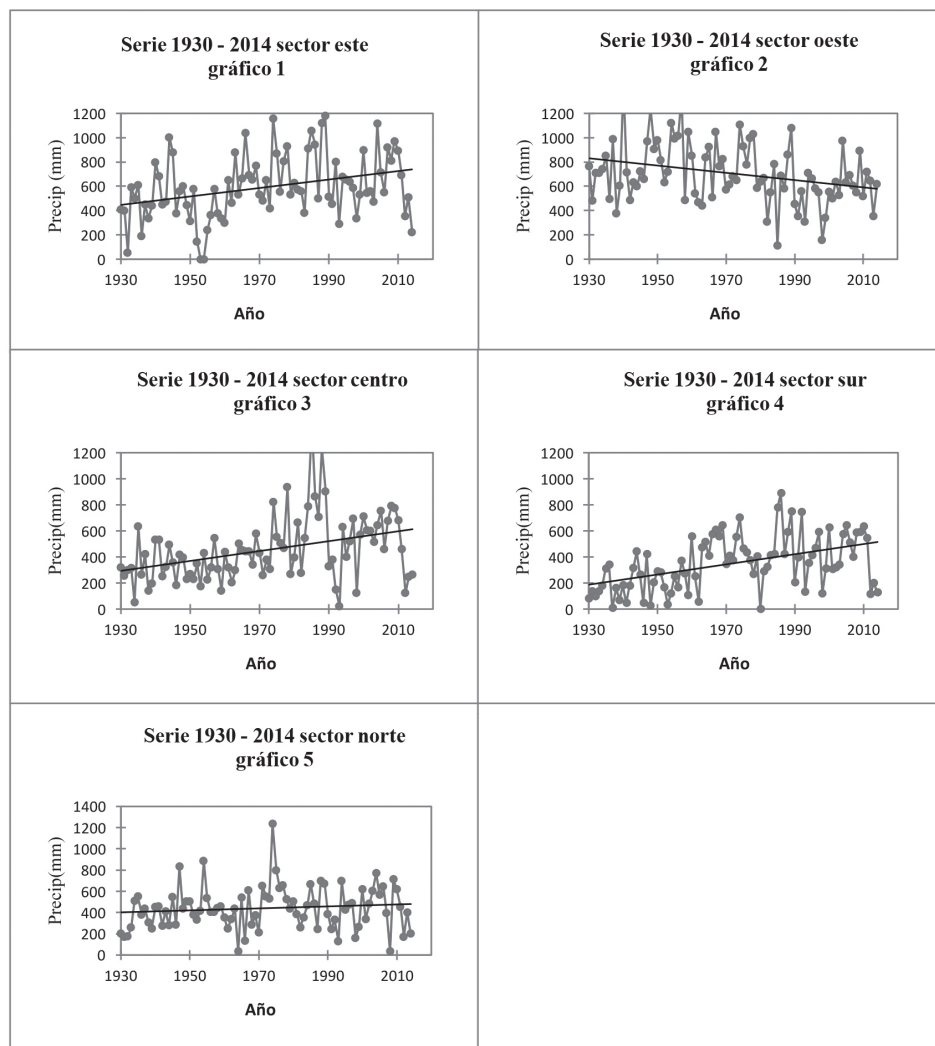 Serie 1930 - 2014 sector este
gráfico 1
Precip (mm)
1200
1000
800
600
400
200
0
1930 1950 1970 1990 2010
Año
Serie 1930 - 2014 sector oeste
gráfico 2
Precip (mm)
1200
1000
800
600
400
200
0
1930 1950 1970 1990 2010
Año
Serie 1930 - 2014 sector centro
gráfico 3
Precip(mm)
1200
1000
800
600
400
200
0
1930 1950 1970 1990 2010
Año
Serie 1930 - 2014 sector sur
gráfico 4
Precip(mm)
1200
1000
800
600
400
200
0
1930 1950 1970 1990 2010
Año
Serie 1930 - 2014 sector norte
gráfico 5
Precip(mm)
1400
1200
1000
800
600
400
200
0
1930 1950 1970 1990 2010
Año